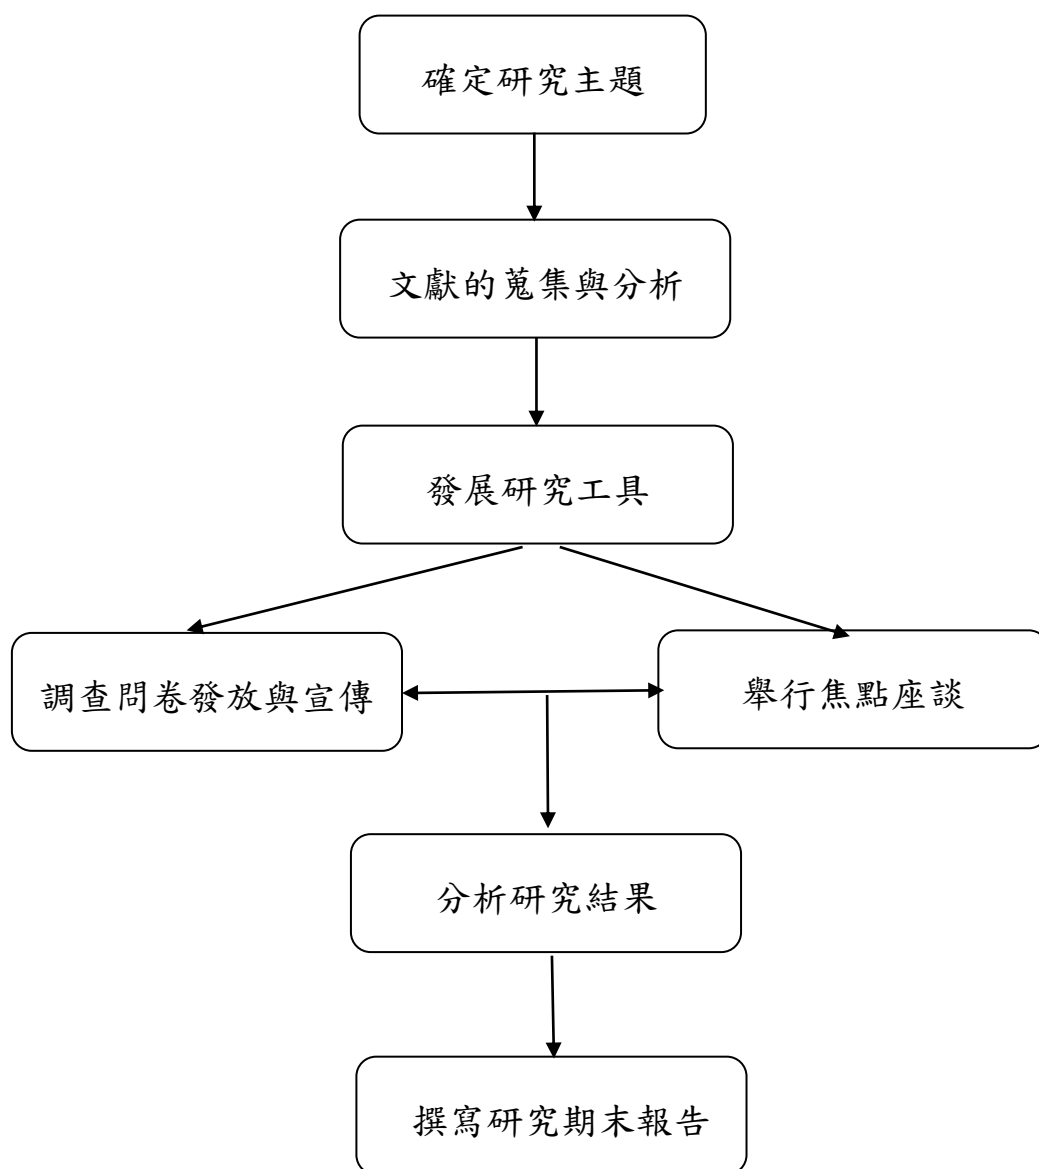 確定研究主題
文獻的蒐集與分析
發展研究工具
調查問卷發放與宣傳
舉行焦點座談
分析研究結果
撰寫研究期末報告